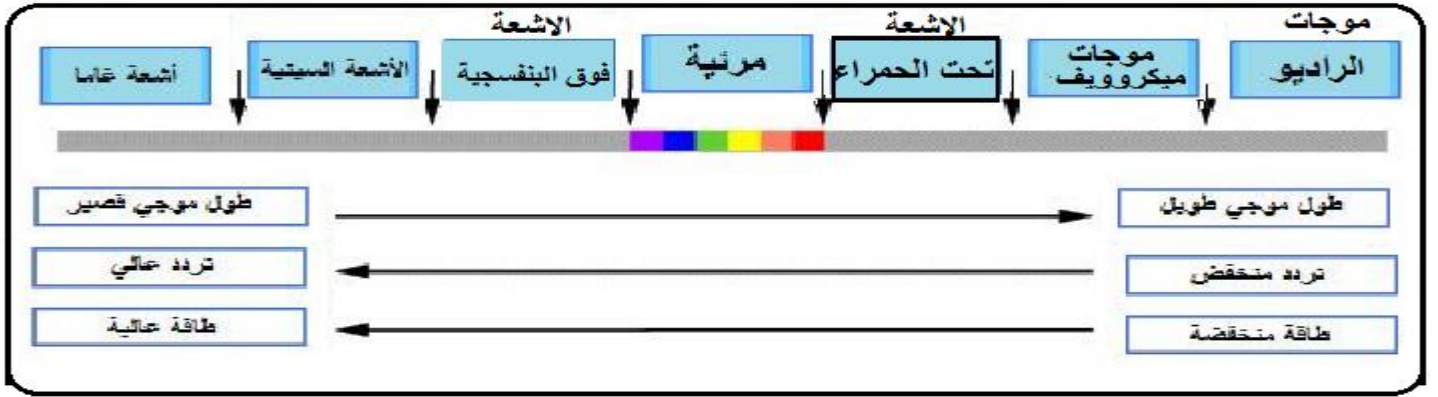 موجات
الراديو
موجات
ميكروويف
الاشعة
تحت الحمراء
مرئية
الاشعة
فوق البنفسجية
الأشعة السينية
أشعة غاما
طول موجي طويل
طول موجي قصير
تردد منخفض
تردد عالي
طاقة منخفضة
طاقة عالية